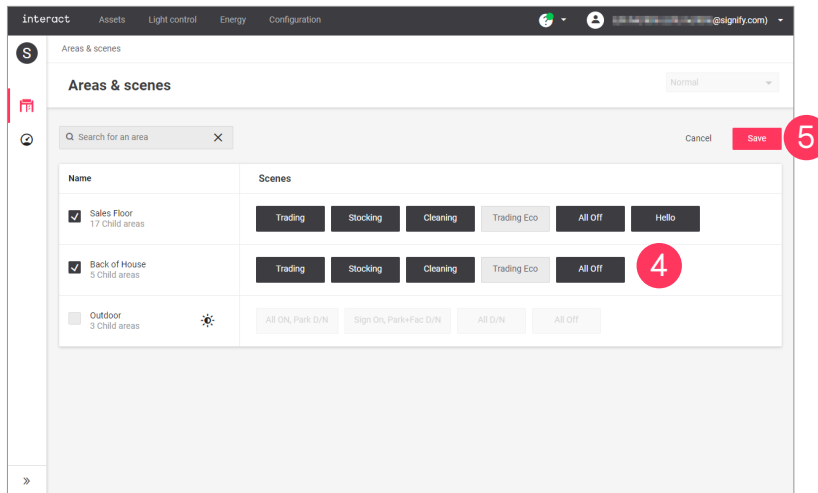 interact Assets Light control Energy Configuration ? @signify.com)
S Areas & scenes
Areas & scenes Normal
Search for an area Cancel Save 5
Name Scenes
Sales Floor Trading Stocking Cleaning Trading Eco All Off Hello
17 Child areas
Back of House Trading Stocking Cleaning Trading Eco All Off 4
5 Child areas
Outdoor All ON, Park D/N Sign On, Park+Fac D/N All D/N All Off
3 Child areas